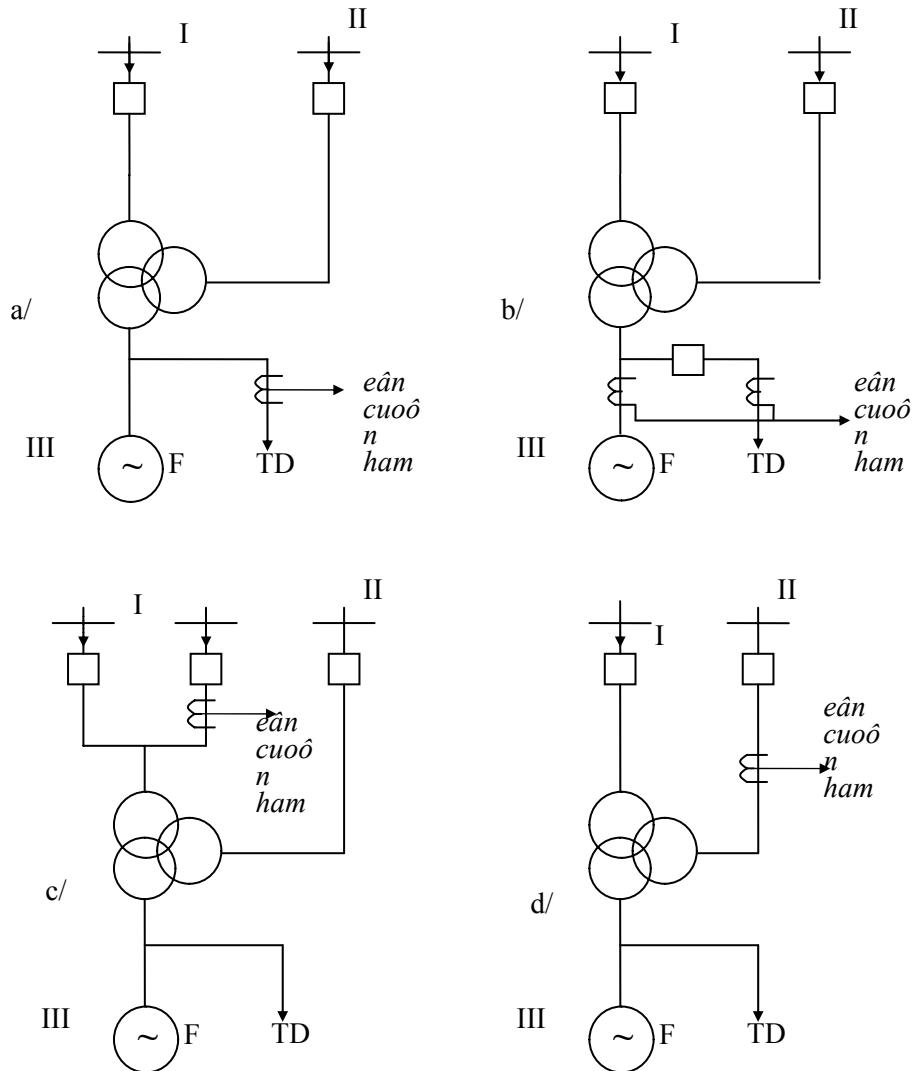 I
II
I
II
a/
b/
eân
cuoô
n
ham
eân
cuoô
n
ham
III
~
F
TD
III
~
F
TD
I
II
II
I
eân
cuoô
n
ham
eân
cuoô
n
ham
c/
d/
III
~
F
TD
III
~
F
TD